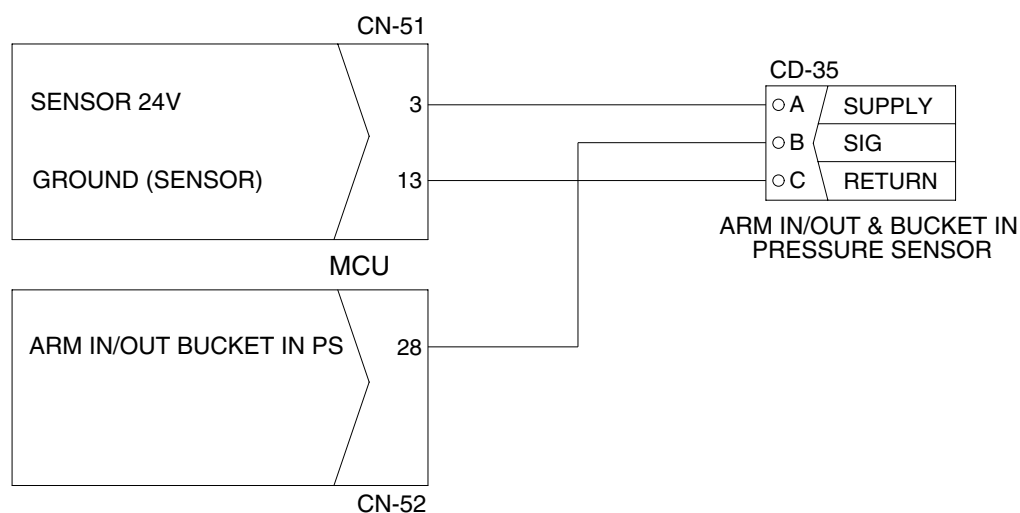 CN-51
SENSOR 24V
3
GROUND (SENSOR)
13
MCU
ARM IN/OUT BUCKET IN PS
28
CN-52
CD-35
A SUPPLY
B SIG
C RETURN
ARM IN/OUT & BUCKET IN
PRESSURE SENSOR